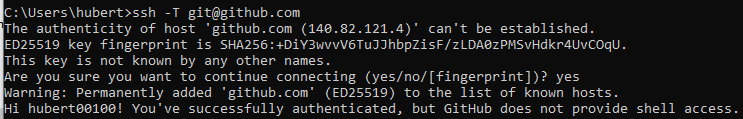 C:\Users\hubert>ssh -T git@github.com
The authenticity of host 'github.com (140.82.121.4)' can't be established.
ED25519 key fingerprint is SHA256:+DiY3wvvV6TuJJhbpZisF/zLDA0zPMSvHdkr4UvCOqU.
This key is not known by any other names.
Are you sure you want to continue connecting (yes/no/[fingerprint])? yes
Warning: Permanently added 'github.com' (ED25519) to the list of known hosts.
Hi hubert00100! You've successfully authenticated, but GitHub does not provide shell access.